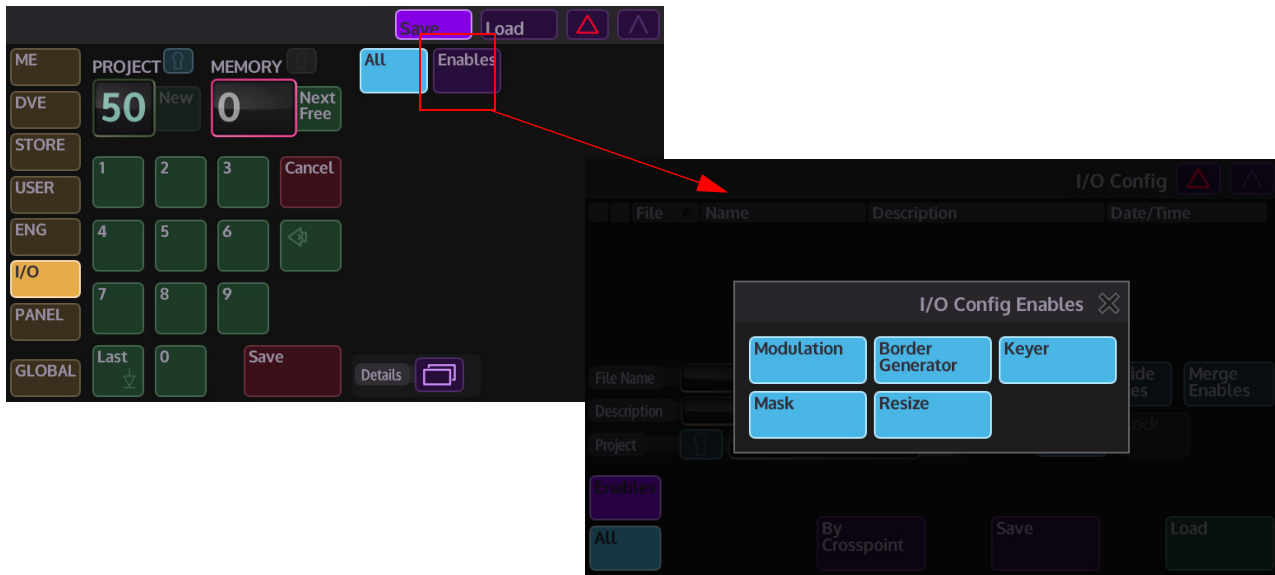 Save
Load
ME
DVE
STORE
USER
ENG
I/O
PANEL
GLOBAL
PROJECT
MEMORY
50
New
0
Next
Free
All
Enables
1
2
3
Cancel
4
5
6
7
8
9
Last
0
Save
Details
I/O Config
File
Name
Description
Date/Time
I/O Config Enables
Modulation
Border
Generator
Keyer
Mask
Resize
File Name
Description
Project
Merge
Enables
Enables
All
By
Crosspoint
Save
Load